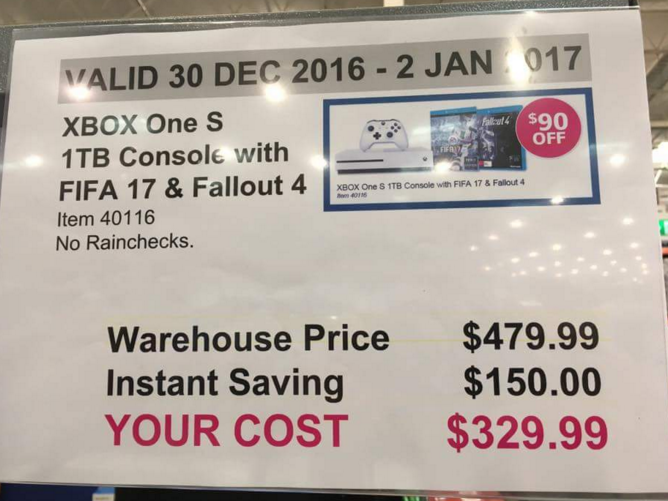 VALID 30 DEC 2016 - 2 JAN 2017
XBOX One S
1TB Console with
FIFA 17 & Fallout 4
Item 40116
No Rainchecks.
$90
OFF
Fallout 4
XBOX One S 1TB Console with FIFA 17 & Fallout 4
Item 40116
Warehouse Price $479.99
Instant Saving $150.00
YOUR COST $329.99